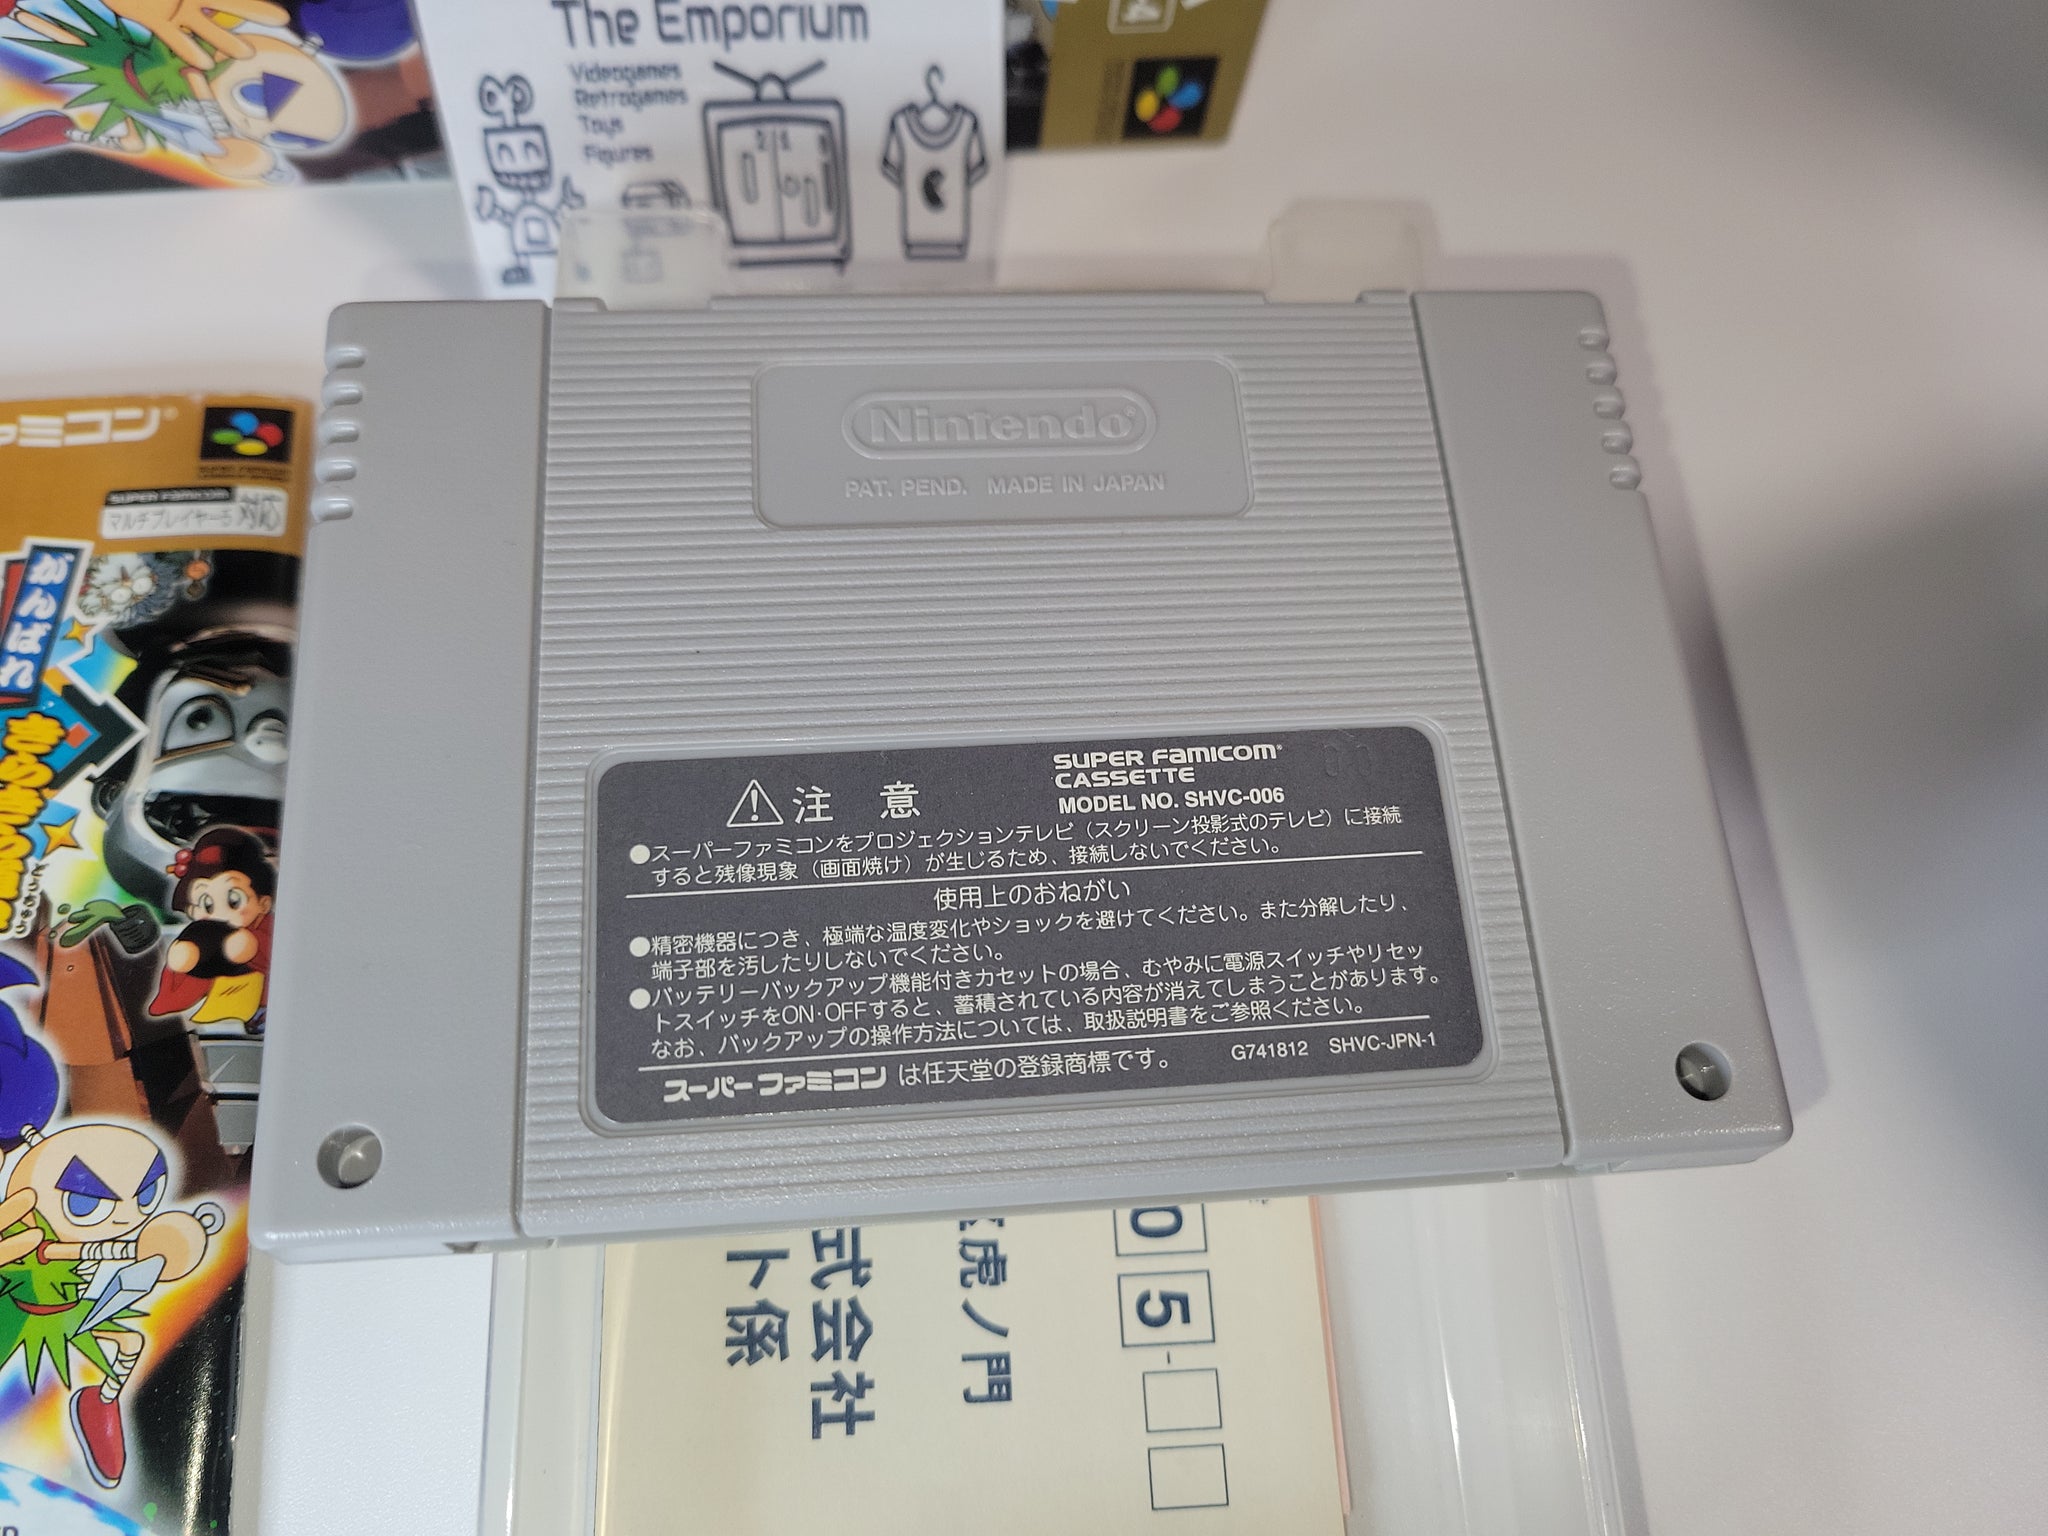 The Emporium
Videogames
Retrogames
Toys
Figures
ファミコン
SUPER Famicom
マルチプレイヤー5 対応
がんばれ
きらきら道中
どうちゅう
Nintendo®
PAT. PEND. MADE IN JAPAN
⚠注 意
SUPER Famicom®
CASSETTE
MODEL NO. SHVC-006
●スーパーファミコンをプロジェクションテレビ（スクリーン投影式のテレビ）に接続
すると残像現象（画面焼け）が生じるため、接続しないでください。
使用上のおねがい
●精密機器につき、極端な温度変化やショックを避けてください。また分解したり、
端子部を汚したりしないでください。
●バッテリーバックアップ機能付きカセットの場合、むやみに電源スイッチやリセッ
トスイッチをON·OFFすると、蓄積されている内容が消えてしまうことがあります。
なお、バックアップの操作方法については、取扱説明書をご参照ください。
スーパーファミコンは任天堂の登録商標です。
G741812 SHVC-JPN-1
05-
虎ノ門
式会社
ト係